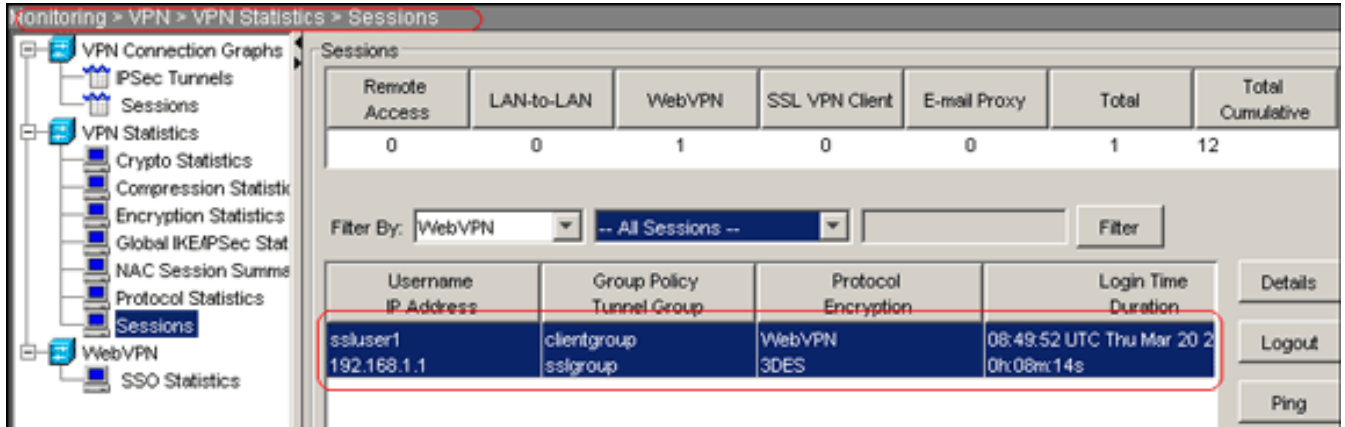 Monitoring > VPN > VPN Statistics > Sessions
VPN Connection Graphs
IPSec Tunnels
Sessions
VPN Statistics
Crypto Statistics
Compression Statistic
Encryption Statistics
Global IKE/IPSec Stat
NAC Session Summa
Protocol Statistics
Sessions
WebVPN
SSO Statistics
Sessions
Remote Access LAN-to-LAN WebVPN SSL VPN Client E-mail Proxy Total Total Cumulative
0 0 1 0 0 1 12
Filter By: WebVPN -- All Sessions -- Filter
Username Group Policy Protocol Login Time
IP Address Tunnel Group Encryption Duration
ssluser1 clientgroup WebVPN 08:49:52 UTC Thu Mar 20 2
192.168.1.1 sslgroup 3DES 0h:08m:14s
Details
Logout
Ping